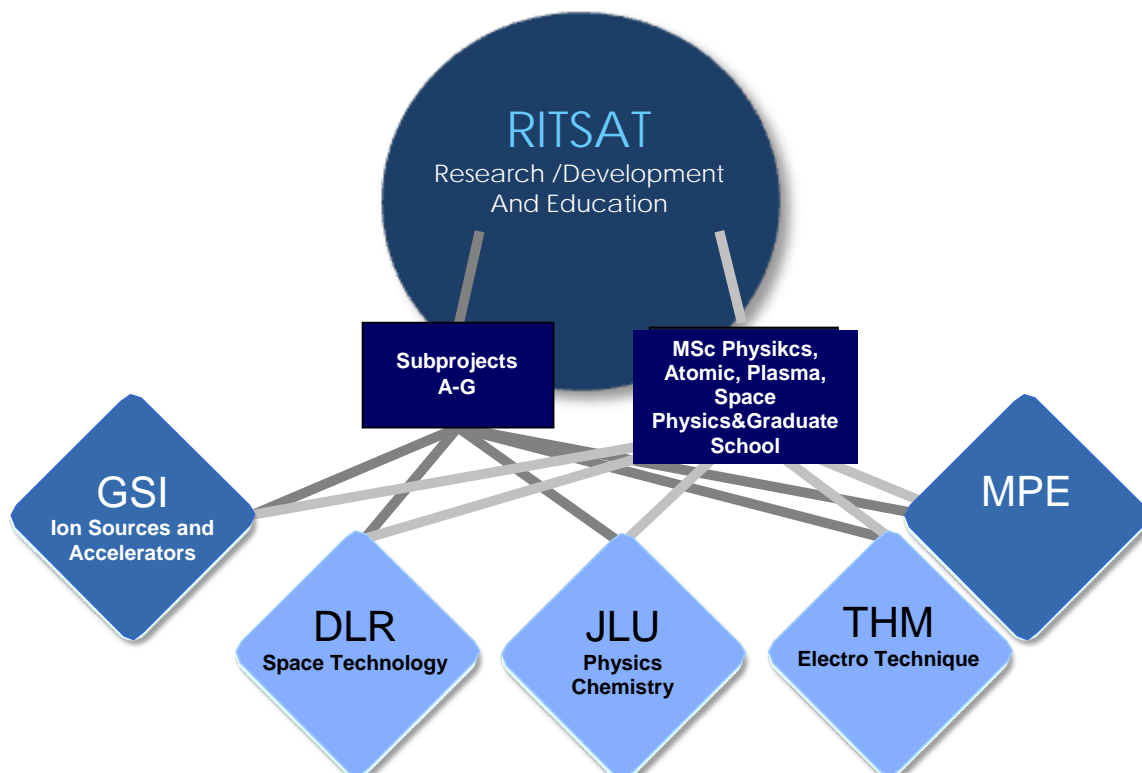 RITSAT
Research /Development
And Education
Subprojects
A-G
MSc Physikcs,
Atomic, Plasma,
Space
Physics&Graduate
School
GSI
Ion Sources and
Accelerators
MPE
DLR
Space Technology
JLU
Physics
Chemistry
THM
Electro Technique